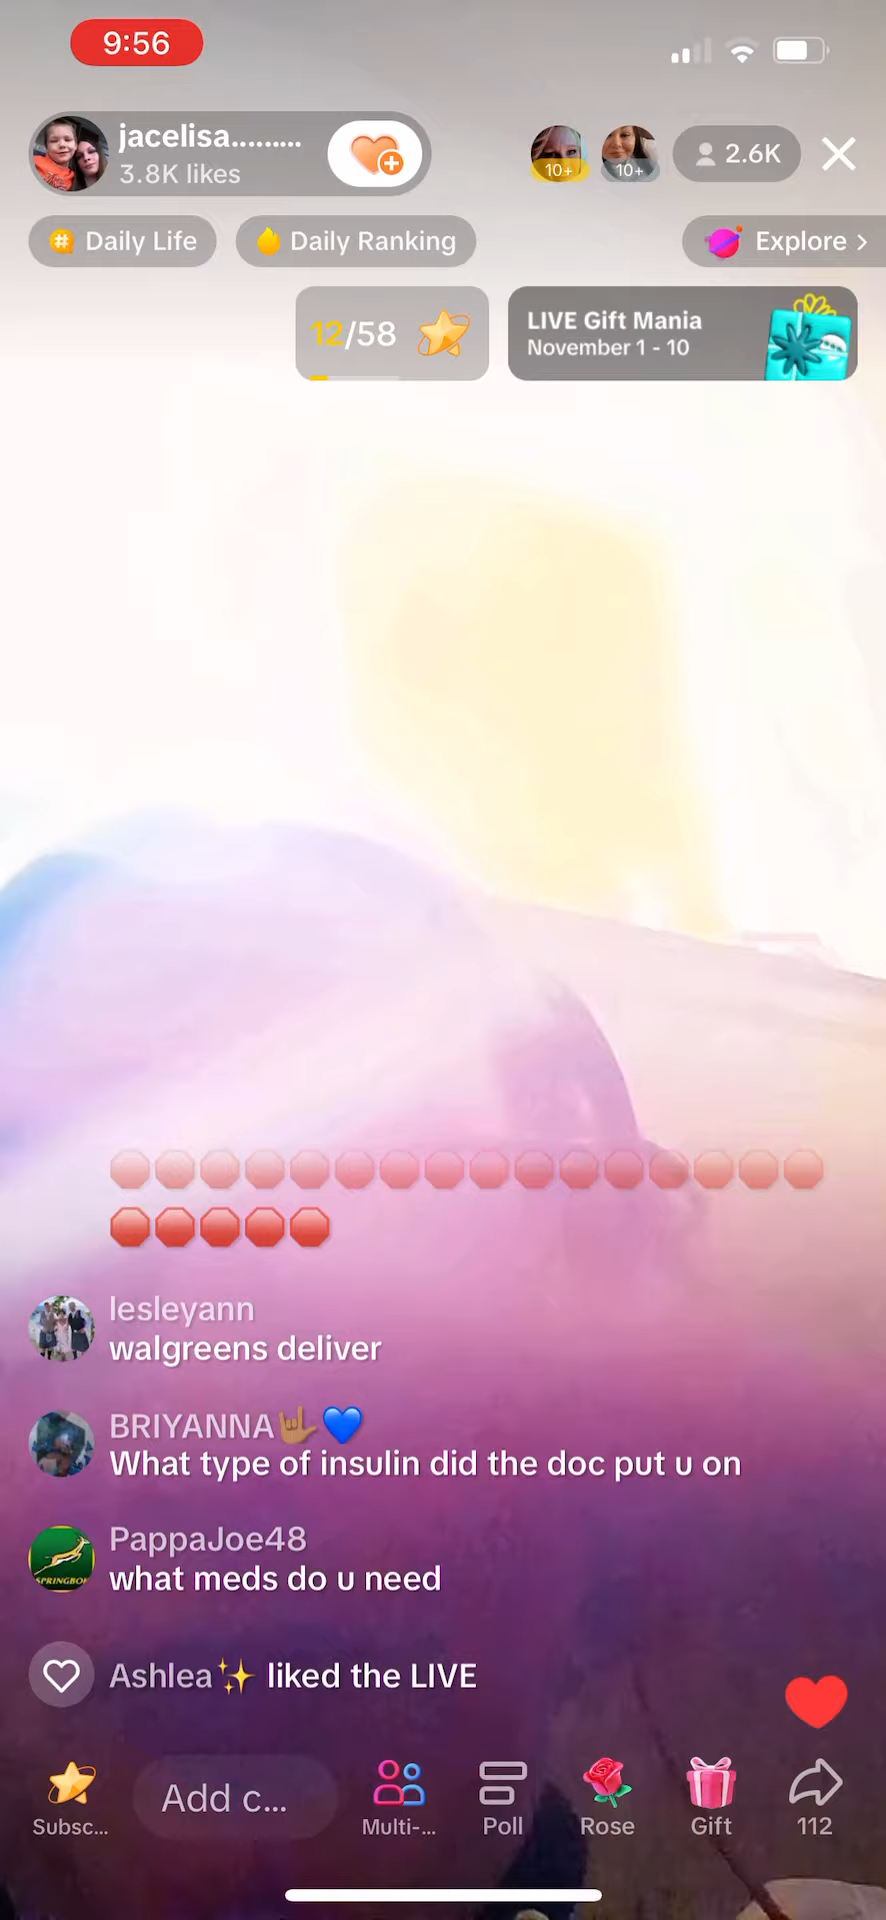 9:56
jacelisa.........
3.8K likes
10+
10+
2.6K
Daily Life
Daily Ranking
Explore >
12/58
LIVE Gift Mania
November 1 - 10
🛑🛑🛑🛑🛑🛑🛑🛑🛑🛑🛑🛑🛑🛑🛑🛑
🛑🛑🛑🛑🛑
lesleyann
walgreens deliver
BRIYANNA🤟🏽💙
What type of insulin did the doc put u on
PappaJoe48
SPRINGBOK
what meds do u need
Ashlea✨ liked the LIVE
Add c...
Subsc...
Multi-...
Poll
Rose
Gift
112